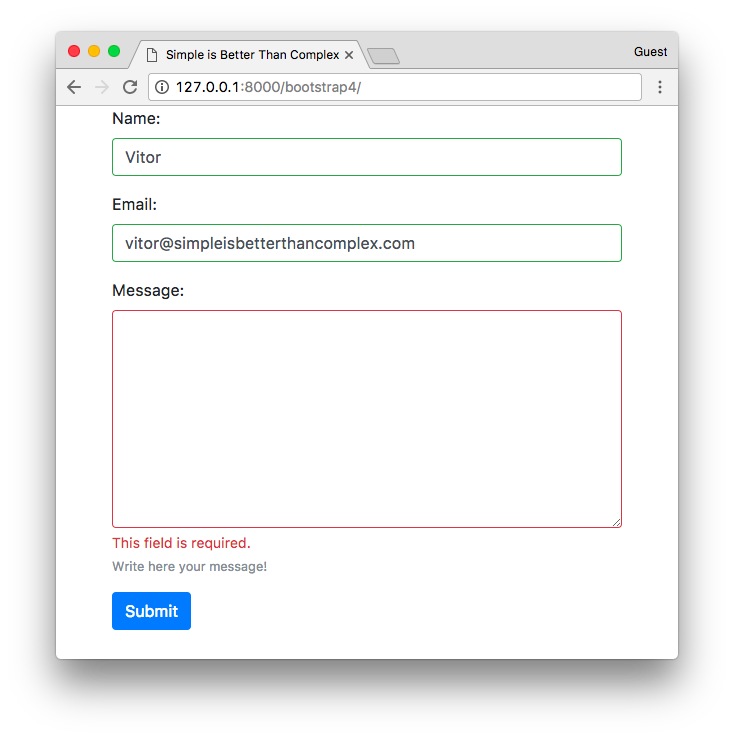 Simple is Better Than Complex
Guest
127.0.0.1:8000/bootstrap4/
Name:
Vitor
Email:
vitor@simpleisbetterthancomplex.com
Message:
This field is required.
Write here your message!
Submit